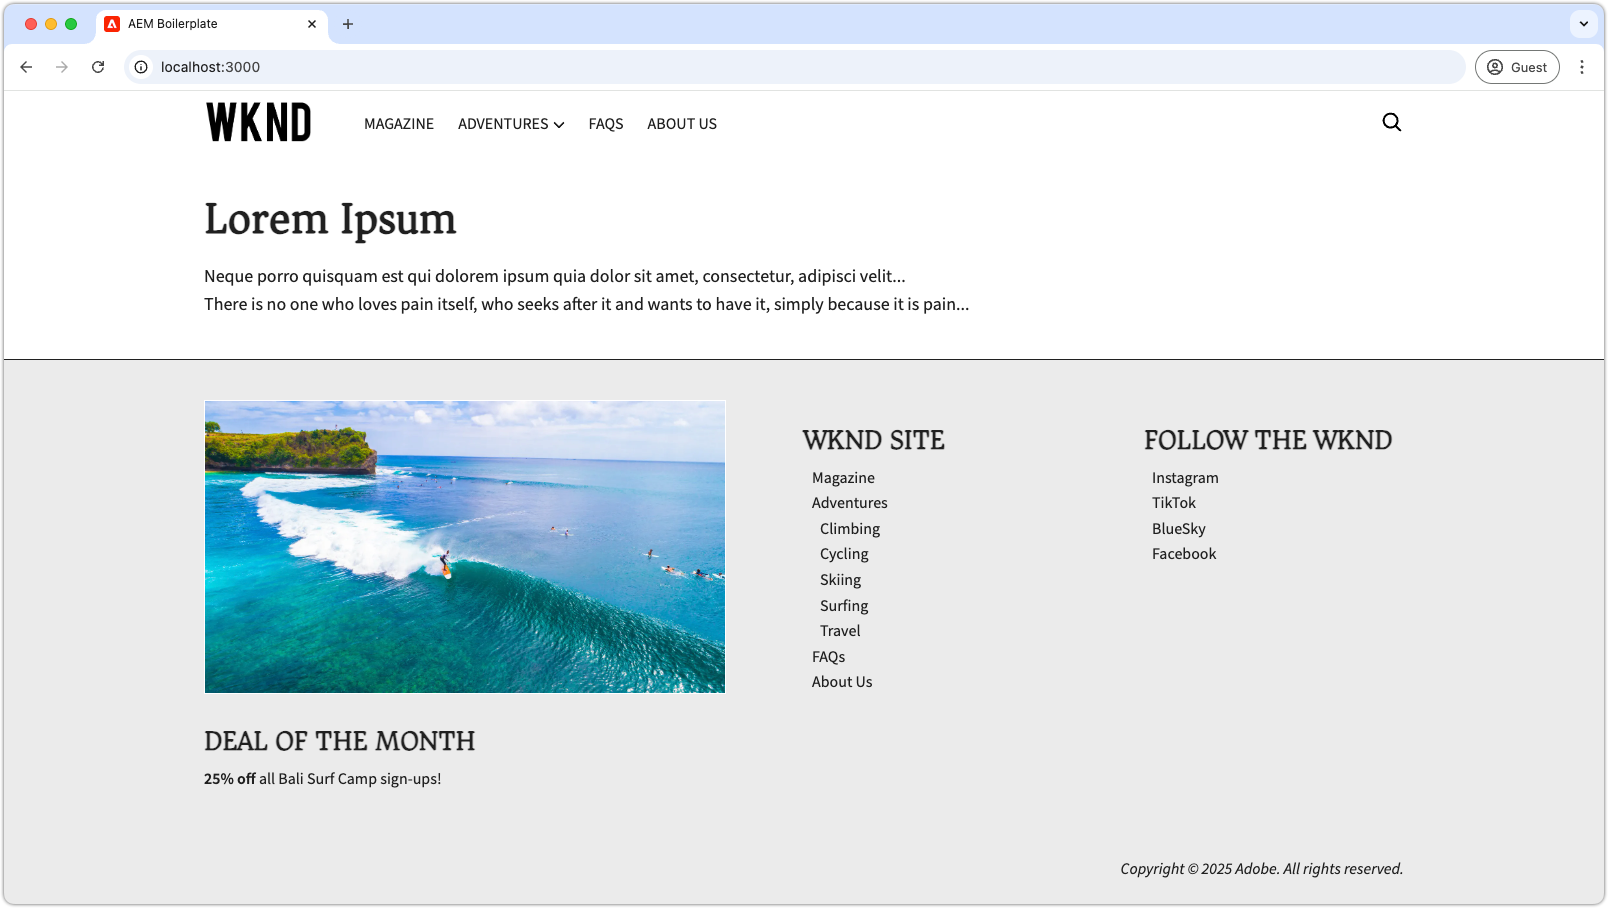 AEM Boilerplate
localhost:3000
Guest
WKND
MAGAZINE ADVENTURES FAQS ABOUT US
Lorem Ipsum
Neque porro quisquam est qui dolorem ipsum quia dolor sit amet, consectetur, adipisci velit...
There is no one who loves pain itself, who seeks after it and wants to have it, simply because it is pain...
DEAL OF THE MONTH
25% off all Bali Surf Camp sign-ups!
WKND SITE
Magazine
Adventures
Climbing
Cycling
Skiing
Surfing
Travel
FAQs
About Us
FOLLOW THE WKND
Instagram
TikTok
BlueSky
Facebook
Copyright © 2025 Adobe. All rights reserved.